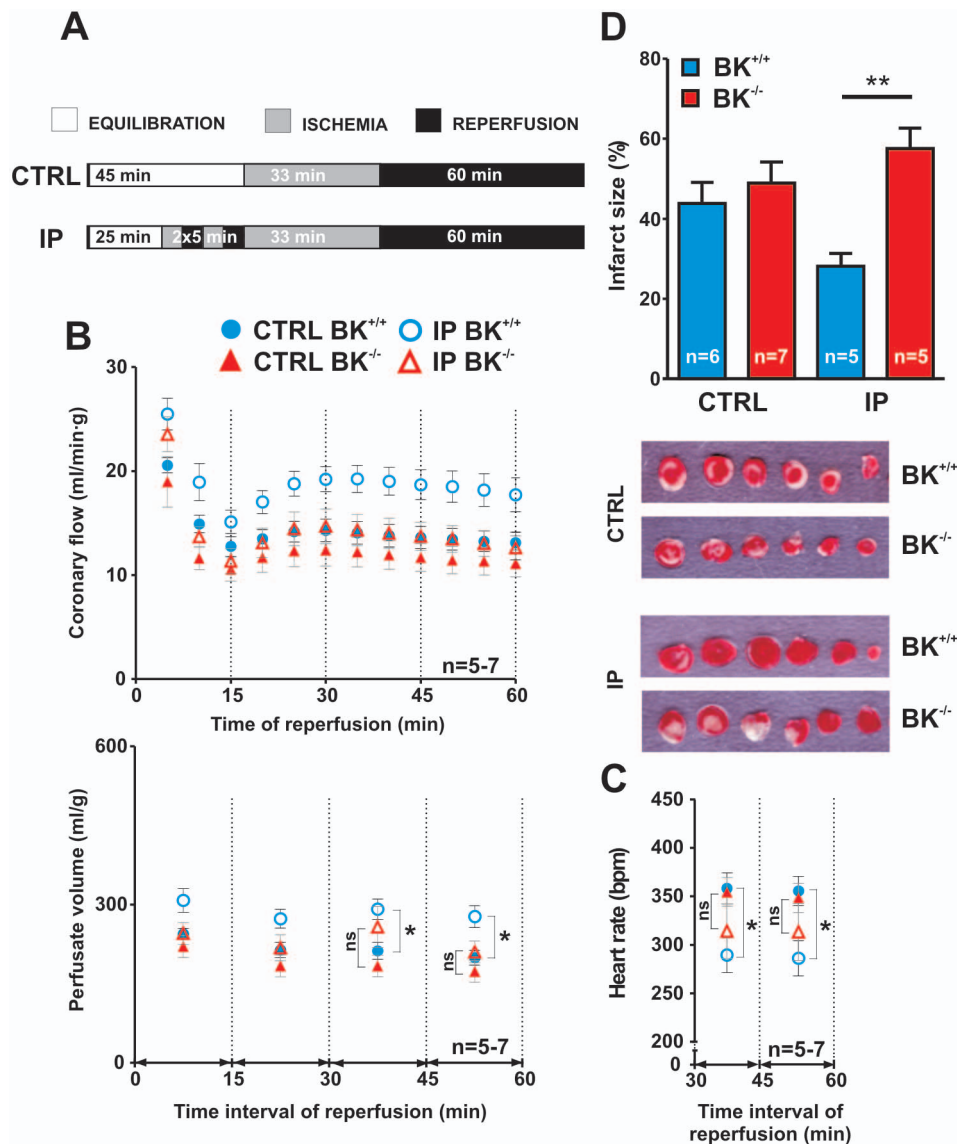 A
EQUILIBRATION ISCHEMIA REPERFUSION
CTRL 45 min 33 min 60 min
IP 25 min 2x5 min 33 min 60 min
B
CTRL BK+/+ IP BK+/+
CTRL BK-/- IP BK-/-
Coronary flow (ml/min·g)
30
20
10
0
n=5-7
0 15 30 45 60
Time of reperfusion (min)
Perfusate volume (ml/g)
600
300
0
ns * ns *
n=5-7
0 15 30 45 60
Time interval of reperfusion (min)
D
BK+/+
BK-/-
**
Infarct size (%)
80
60
40
20
0
n=6 n=7 n=5 n=5
CTRL IP
CTRL
BK+/+
BK-/-
IP
BK+/+
BK-/-
C
Heart rate (bpm)
450
400
350
300
250
200
0
ns * ns *
n=5-7
30 45 60
Time interval of
reperfusion (min)